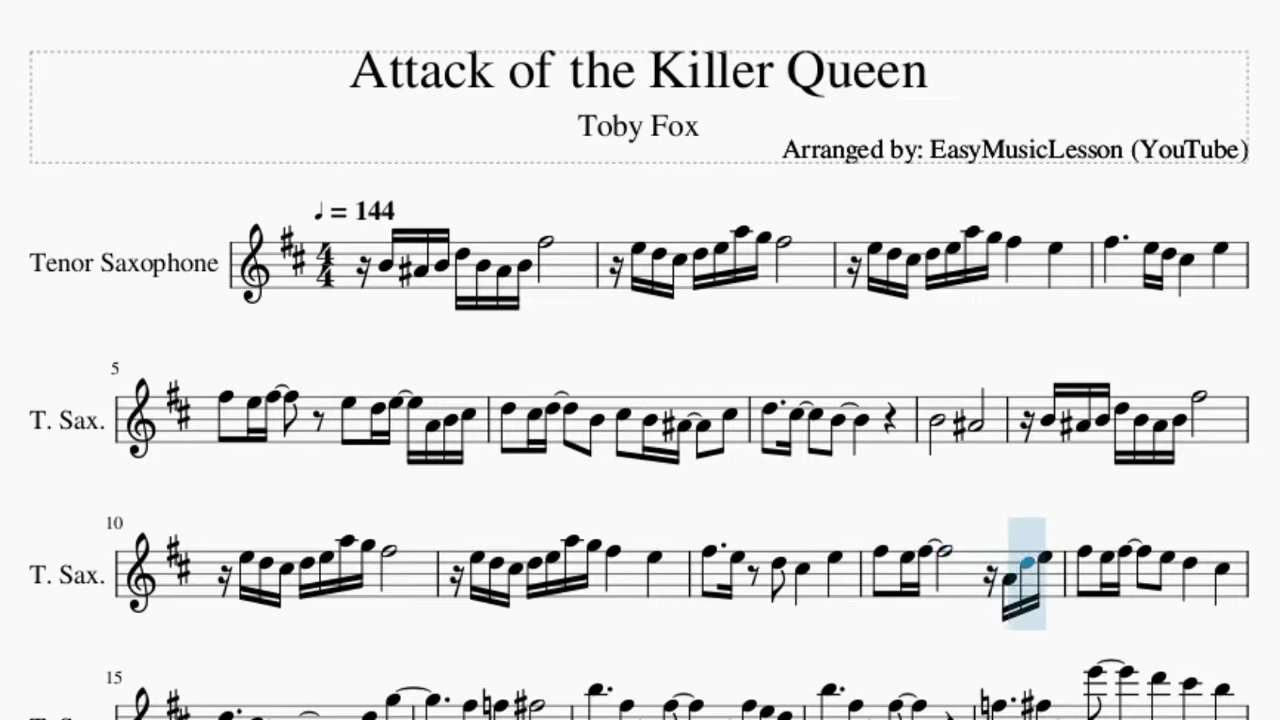 Attack of the Killer Queen
Toby Fox
Arranged by: EasyMusicLesson (YouTube)
♩ = 144
Tenor Saxophone
4
4
5
T. Sax.
10
T. Sax.
15